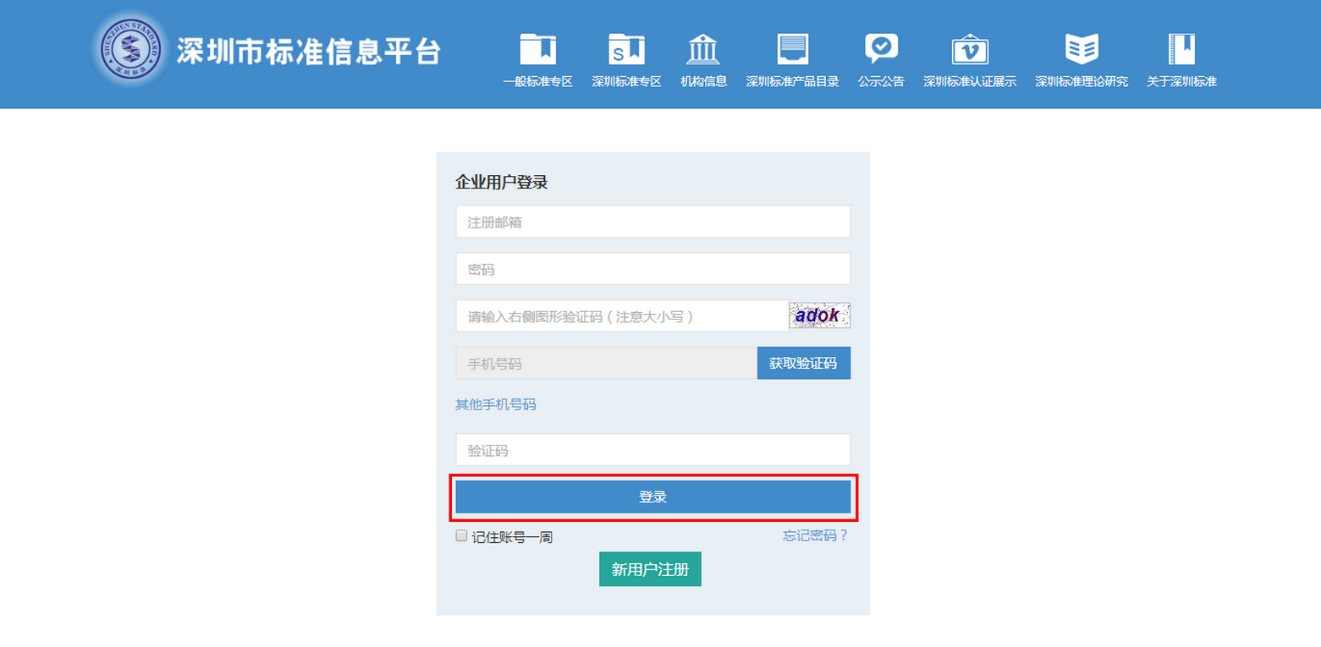 深圳市标准信息平台
一般标准专区 深圳标准专区 机构信息 深圳标准产品目录 公示公告 深圳标准认证展示 深圳标准理论研究 关于深圳标准
企业用户登录
注册邮箱
密码
请输入右侧图形验证码（注意大小写） adok
手机号码 获取验证码
其他手机号码
验证码
登录
记住账号一周 忘记密码？
新用户注册